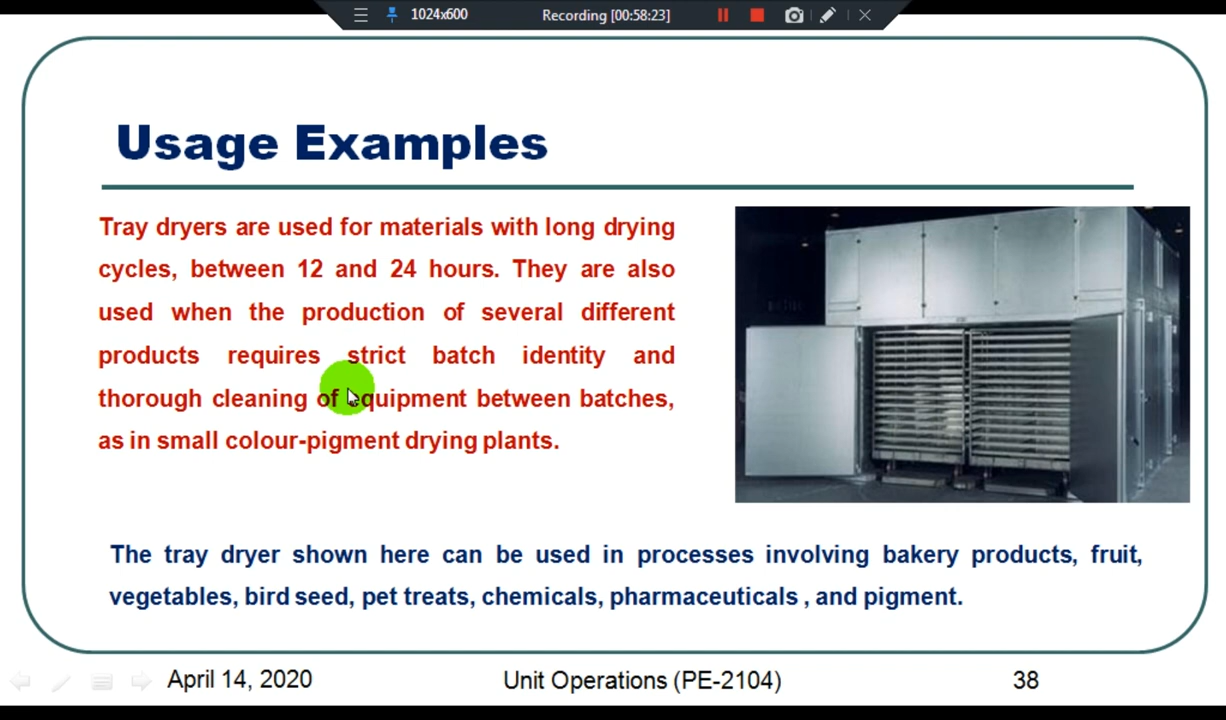 1024x600
Recording [00:58:23]
Usage Examples
Tray dryers are used for materials with long drying
cycles, between 12 and 24 hours. They are also
used when the production of several different
products requires strict batch identity and
thorough cleaning of equipment between batches,
as in small colour-pigment drying plants.
The tray dryer shown here can be used in processes involving bakery products, fruit,
vegetables, bird seed, pet treats, chemicals, pharmaceuticals , and pigment.
April 14, 2020
Unit Operations (PE-2104)
38